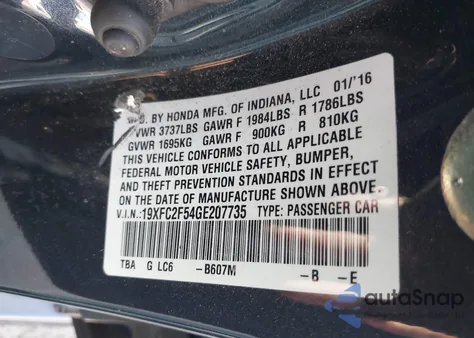 MFD. BY HONDA MFG. OF INDIANA, LLC 01/'16
GVWR 3737LBS GAWR F 1984LBS R 1786LBS
GVWR 1695KG GAWR F 900KG R 810KG
THIS VEHICLE CONFORMS TO ALL APPLICABLE
FEDERAL MOTOR VEHICLE SAFETY, BUMPER,
AND THEFT PREVENTION STANDARDS IN EFFECT
ON THE DATE OF MANUFACTURE SHOWN ABOVE.
V.I.N.:19XFC2F54GE207735 TYPE: PASSENGER CAR
TBA G LC6 -B607M -B -E
autaSnap